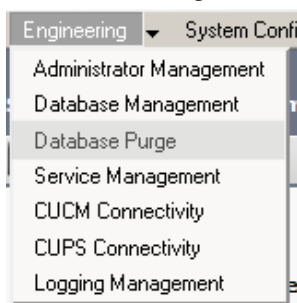 Engineering System Confi
Administrator Management
Database Management
Database Purge
Service Management
CUCM Connectivity
CUPS Connectivity
Logging Management